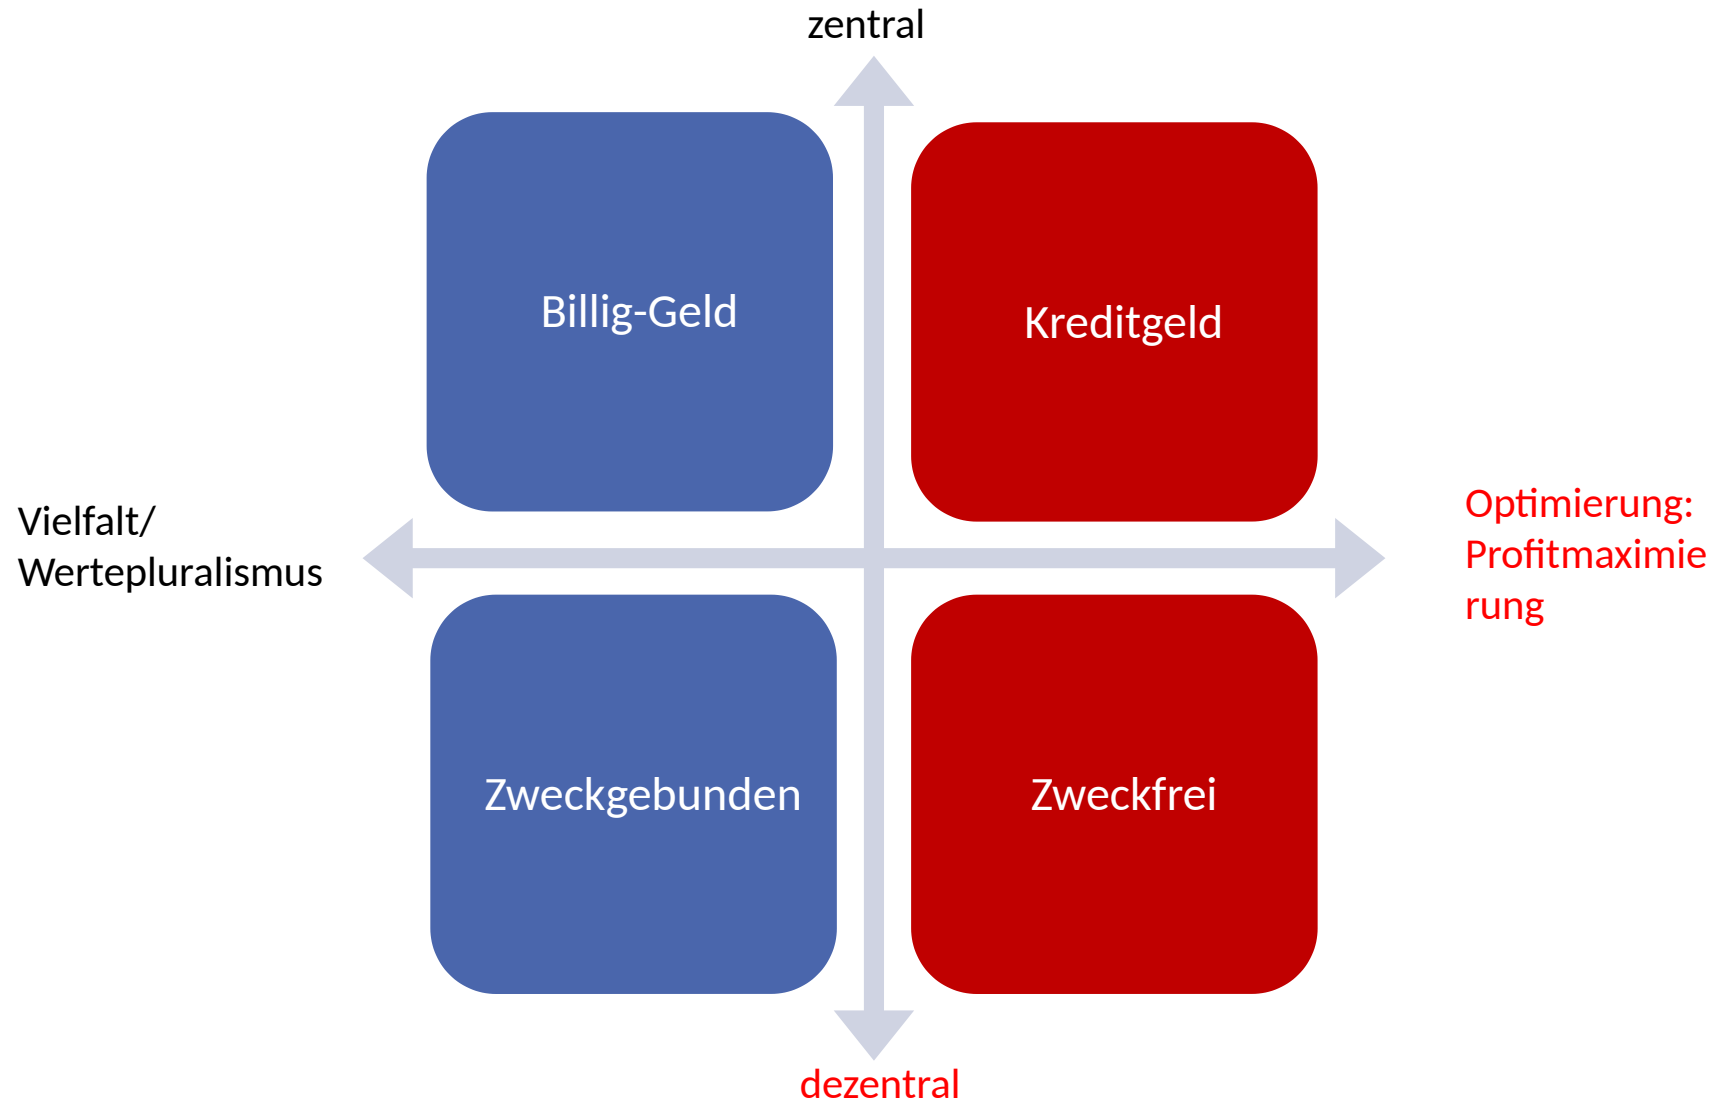 zentral
Billig-Geld
Kreditgeld
Vielfalt/
Wertepluralismus
Optimierung:
Profitmaximie
rung
Zweckgebunden
Zweckfrei
dezentral